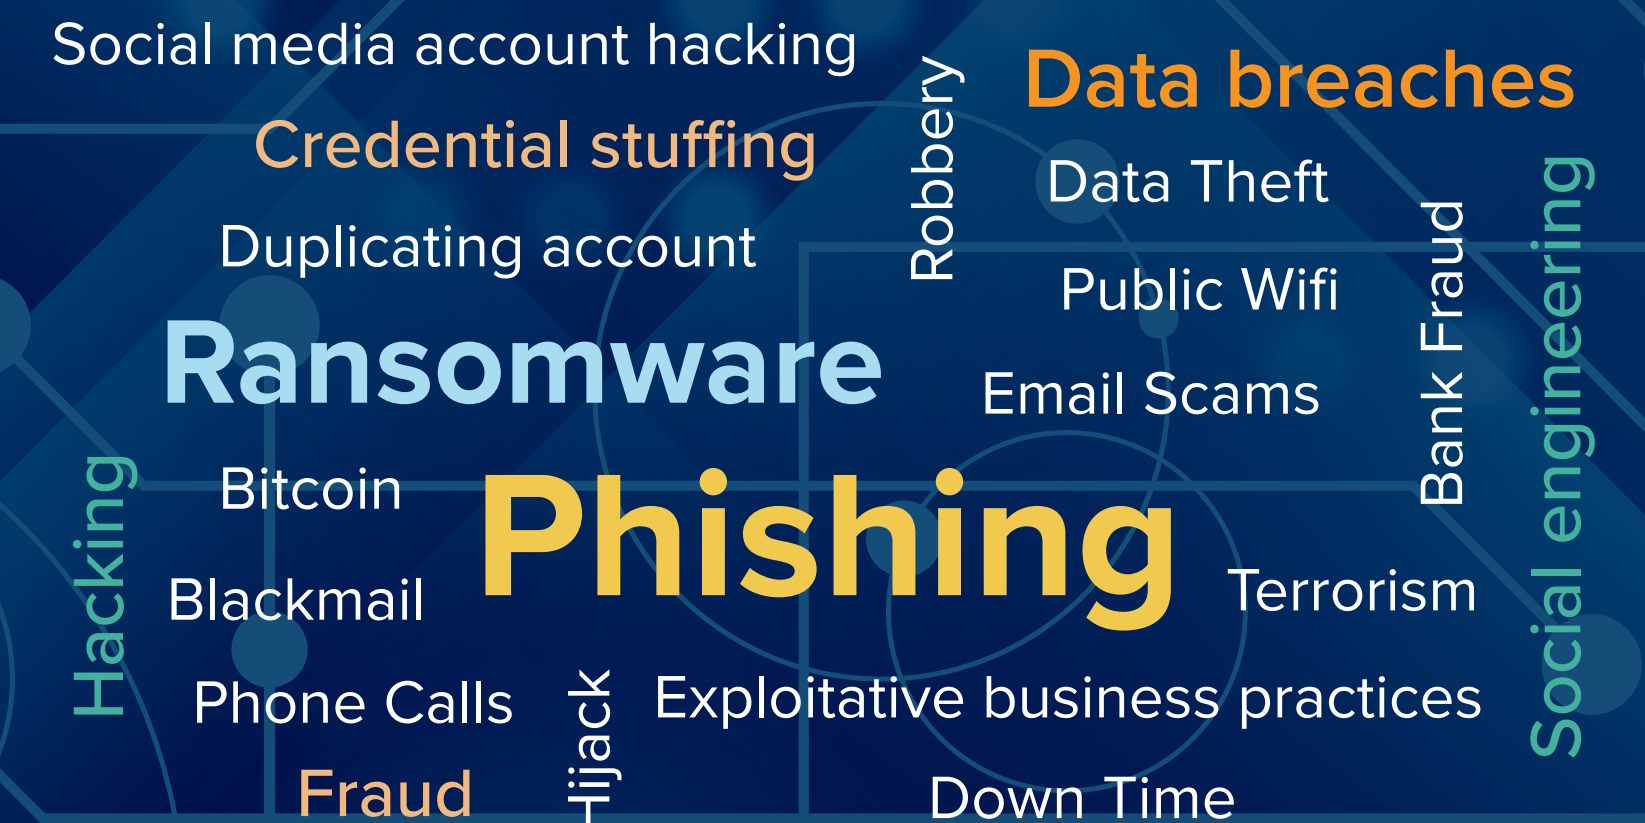 Social media account hacking
Data breaches
Robbery
Credential stuffing
Data Theft
Social engineering
Duplicating account
Bank Fraud
Public Wifi
Ransomware
Email Scams
Bitcoin
Phishing
Hacking
Blackmail
Terrorism
Phone Calls
Hijack
Exploitative business practices
Fraud
Down Time